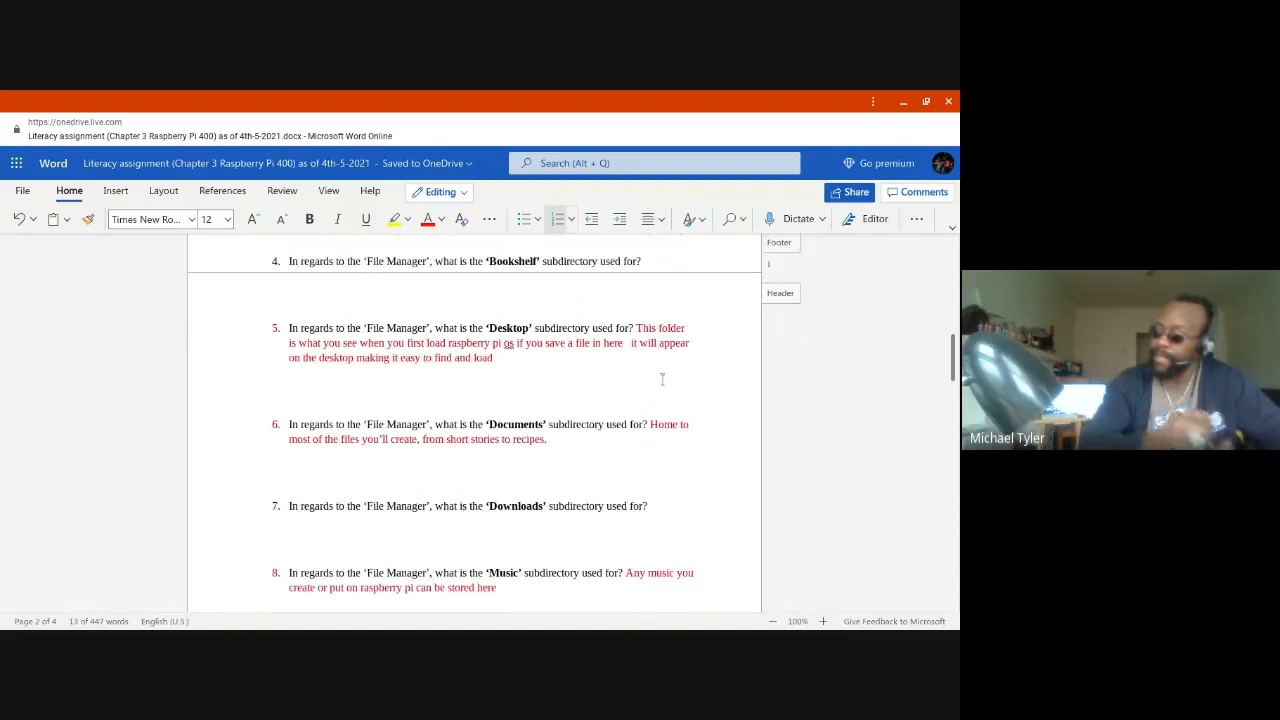 https://onedrive.live.com
Literacy assignment (Chapter 3 Raspberry Pi 400) as of 4th-5-2021.docx - Microsoft Word Online
Word
Literacy assignment (Chapter 3 Raspberry Pi 400) as of 4th-5-2021 - Saved to OneDrive
Search (Alt + Q)
Go premium
File Home Insert Layout References Review View Help Editing
Share Comments
Times New Ro... 12 B I U A A Dictate Editor
Footer
1
Header
4. In regards to the ‘File Manager’, what is the ‘Bookshelf’ subdirectory used for?
5. In regards to the ‘File Manager’, what is the ‘Desktop’ subdirectory used for? This folder
is what you see when you first load raspberry pi os if you save a file in here it will appear
on the desktop making it easy to find and load
6. In regards to the ‘File Manager’, what is the ‘Documents’ subdirectory used for? Home to
most of the files you’ll create, from short stories to recipes.
7. In regards to the ‘File Manager’, what is the ‘Downloads’ subdirectory used for?
8. In regards to the ‘File Manager’, what is the ‘Music’ subdirectory used for? Any music you
create or put on raspberry pi can be stored here
Page 2 of 4 13 of 447 words English (U.S.) 100% Give Feedback to Microsoft
Michael Tyler